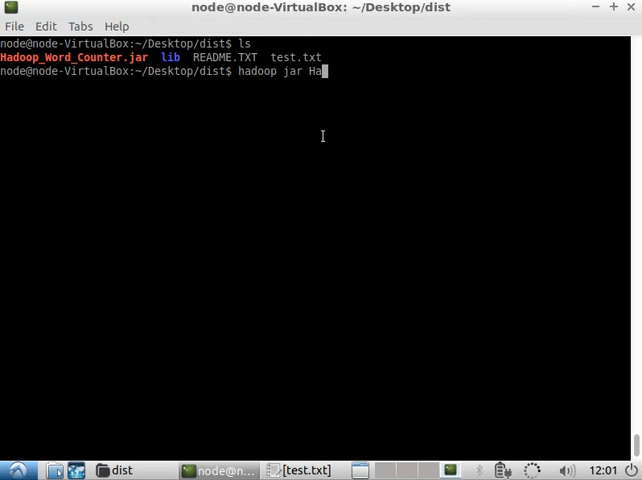 node@node-VirtualBox: ~/Desktop/dist
File Edit Tabs Help
node@node-VirtualBox:~/Desktop/dist$ ls
Hadoop_Word_Counter.jar lib README.TXT test.txt
node@node-VirtualBox:~/Desktop/dist$ hadoop jar Ha
dist node@n... [test.txt] 12:01